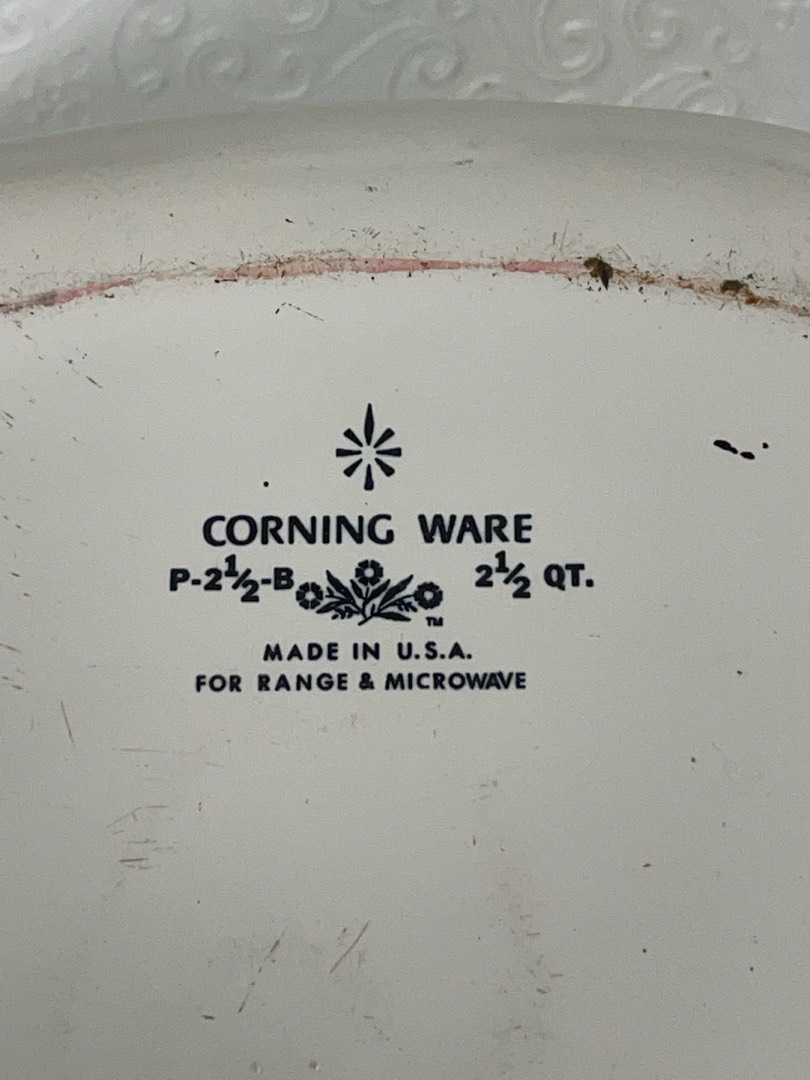 CORNING WARE
P-2½-B 2½ QT.
TM
MADE IN U.S.A.
FOR RANGE & MICROWAVE